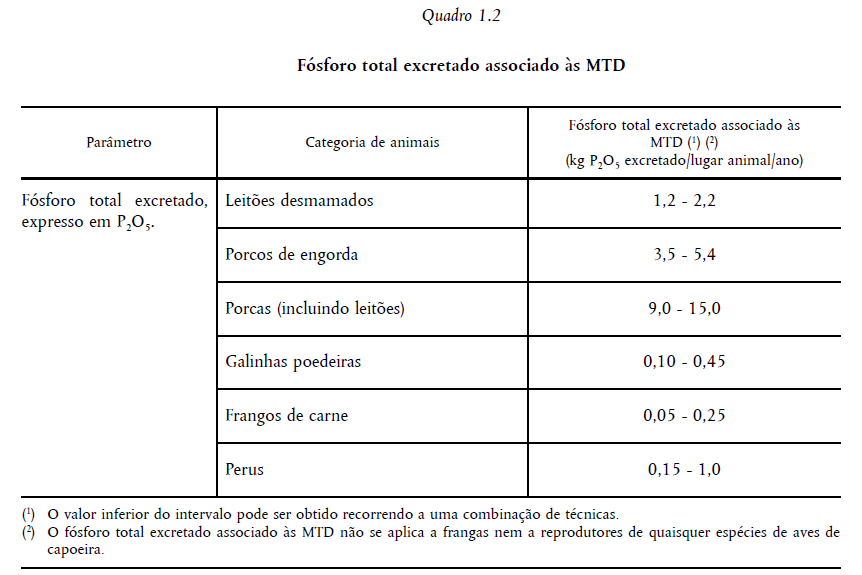 Quadro 1.2
Fósforo total excretado associado às MTD
Parâmetro
Categoria de animais
Fósforo total excretado associado às
MTD (¹) (²)
(kg P₂O₅ excretado/lugar animal/ano)
Fósforo total excretado,
expresso em P₂O₅.
Leitões desmamados
1,2 - 2,2
Porcos de engorda
3,5 - 5,4
Porcas (incluindo leitões)
9,0 - 15,0
Galinhas poedeiras
0,10 - 0,45
Frangos de carne
0,05 - 0,25
Perus
0,15 - 1,0
(¹) O valor inferior do intervalo pode ser obtido recorrendo a uma combinação de técnicas.
(²) O fósforo total excretado associado às MTD não se aplica a frangas nem a reprodutores de quaisquer espécies de aves de
capoeira.